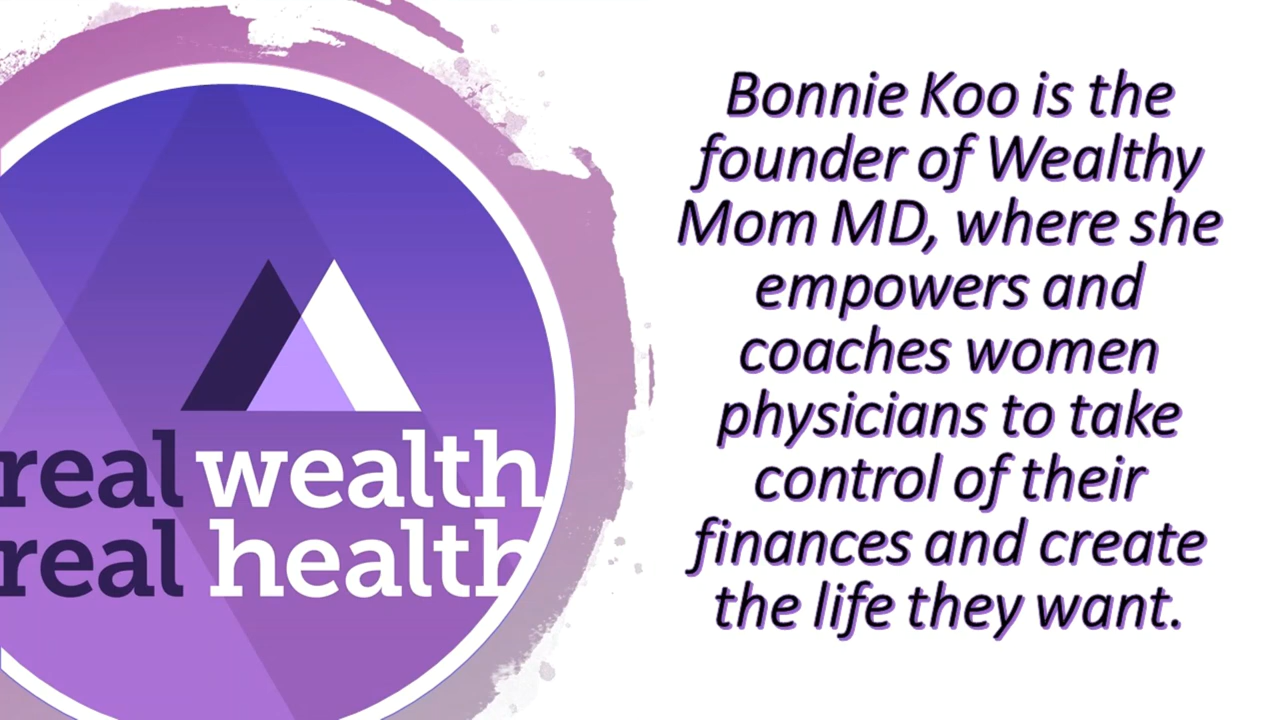 real wealth
real health
Bonnie Koo is the
founder of Wealthy
Mom MD, where she
empowers and
coaches women
physicians to take
control of their
finances and create
the life they want.